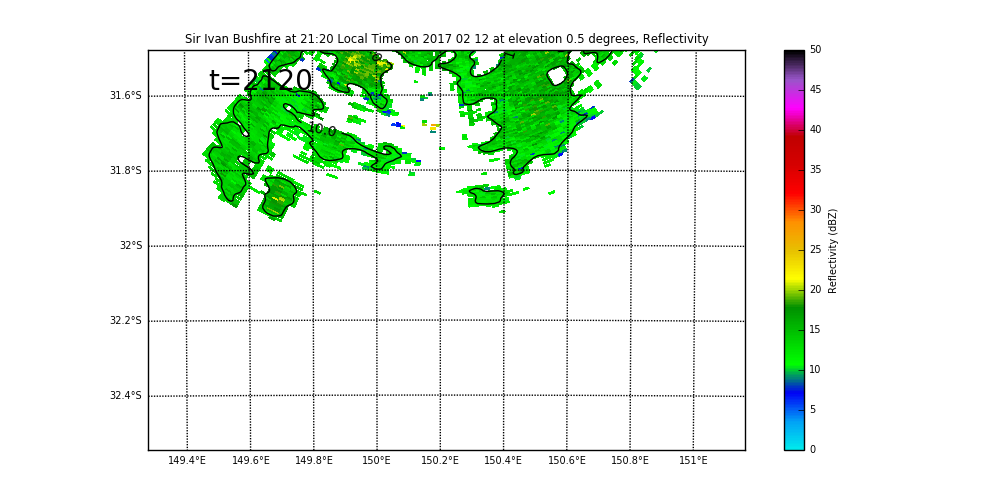 Sir Ivan Bushfire at 21:20 Local Time on 2017 02 12 at elevation 0.5 degrees, Reflectivity
t=2120
10.0
31.6°S
31.8°S
32°S
32.2°S
32.4°S
149.4°E 149.6°E 149.8°E 150°E 150.2°E 150.4°E 150.6°E 150.8°E 151°E
50
45
40
35
30
25
20
15
10
5
0
Reflectivity (dBZ)